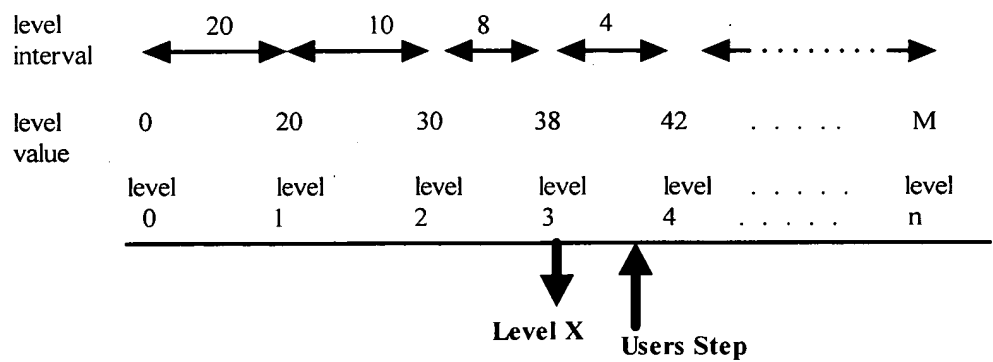 level 20 10 8 4
interval
level 0 20 30 38 42 . . . . . M
value
level level level level level . . . . . level
0 1 2 3 4 . . . . . n
Level X
Users Step